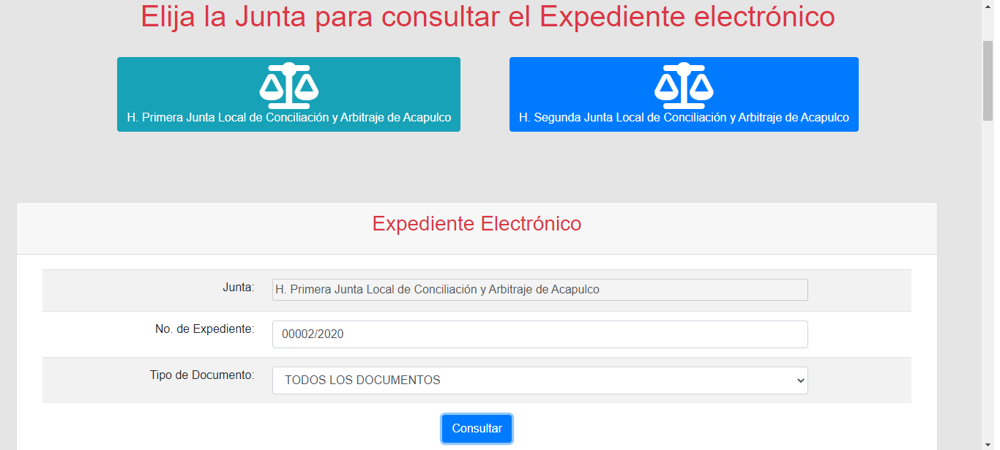 Elija la Junta para consultar el Expediente electrónico
H. Primera Junta Local de Conciliación y Arbitraje de Acapulco
H. Segunda Junta Local de Conciliación y Arbitraje de Acapulco
Expediente Electrónico
Junta: H. Primera Junta Local de Conciliación y Arbitraje de Acapulco
No. de Expediente: 00002/2020
Tipo de Documento: TODOS LOS DOCUMENTOS
Consultar